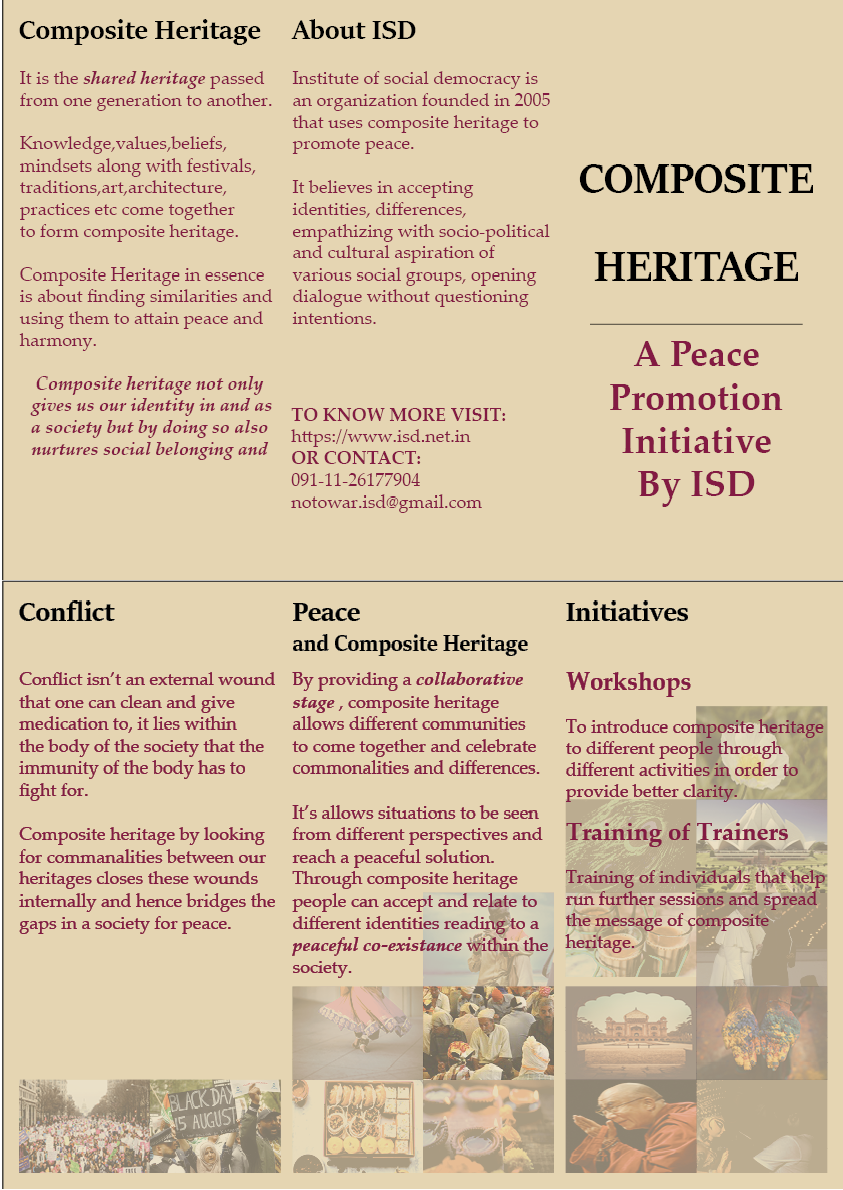 Composite Heritage
It is the shared heritage passed
from one generation to another.
Knowledge,values,beliefs,
mindsets along with festivals,
traditions,art,architecture,
practices etc come together
to form composite heritage.
Composite Heritage in essence
is about finding similarities and
using them to attain peace and
harmony.
Composite heritage not only
gives us our identity in and as
a society but by doing so also
nurtures social belonging and
About ISD
Institute of social democracy is
an organization founded in 2005
that uses composite heritage to
promote peace.
It believes in accepting
identities, differences,
empathizing with socio-political
and cultural aspiration of
various social groups, opening
dialogue without questioning
intentions.
TO KNOW MORE VISIT:
https://www.isd.net.in
OR CONTACT:
091-11-26177904
notowar.isd@gmail.com
COMPOSITE
HERITAGE
A Peace
Promotion
Initiative
By ISD
Conflict
Conflict isn't an external wound
that one can clean and give
medication to, it lies within
the body of the society that the
immunity of the body has to
fight for.
Composite heritage by looking
for commanalities between our
heritages closes these wounds
internally and hence bridges the
gaps in a society for peace.
BLACK DAY
15 AUGUST
FREE
Peace
and Composite Heritage
By providing a collaborative
stage , composite heritage
allows different communities
to come together and celebrate
commonalities and differences.
It's allows situations to be seen
from different perspectives and
reach a peaceful solution.
Through composite heritage
people can accept and relate to
different identities reading to a
peaceful co-existance within the
society.
Initiatives
Workshops
To introduce composite heritage
to different people through
different activities in order to
provide better clarity.
Training of Trainers
Training of individuals that help
run further sessions and spread
the message of composite
heritage.